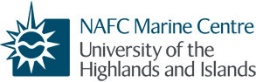 NAFC Marine Centre
University of the
Highlands and Islands